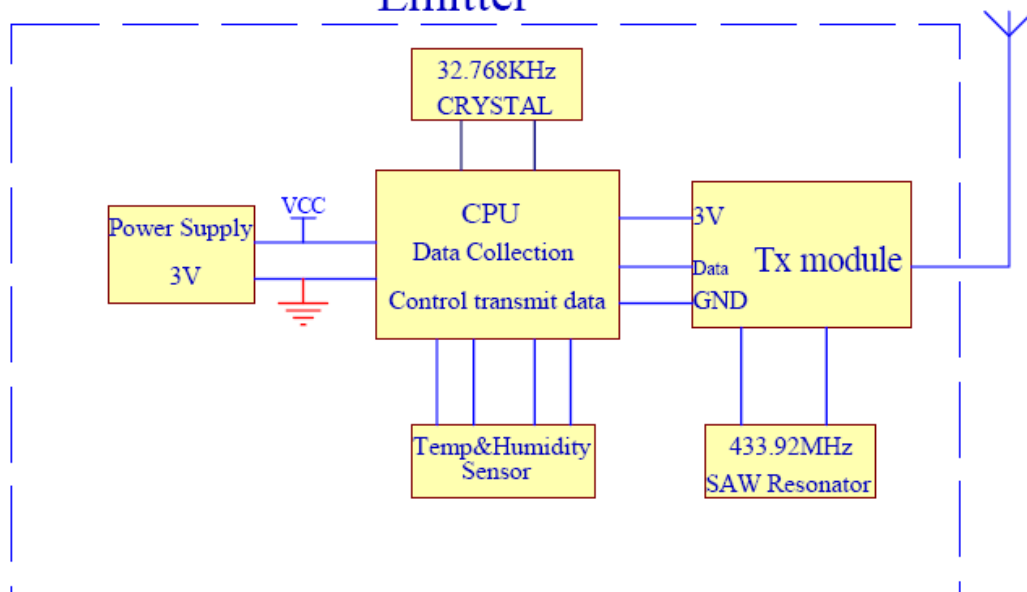 Emitter
32.768KHz
CRYSTAL
VCC
Power Supply
3V
CPU
Data Collection
Control transmit data
3V
Data
GND
Tx module
Temp&Humidity
Sensor
433.92MHz
SAW Resonator